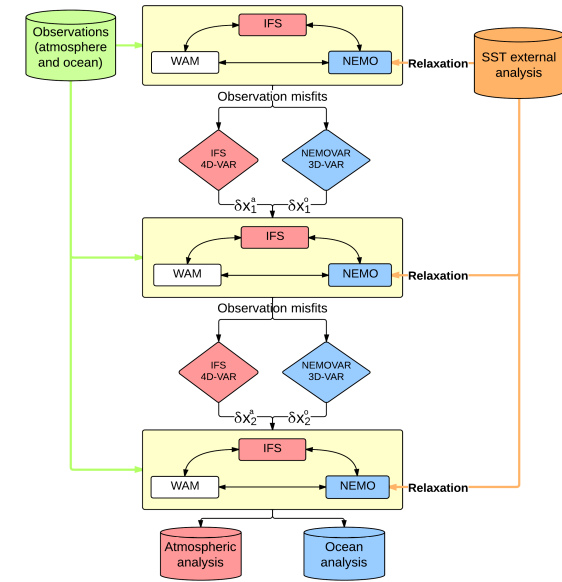 Observations
(atmosphere
and ocean)
IFS
WAM
NEMO
Relaxation
SST external
analysis
Observation misfits
IFS
4D-VAR
NEMOVAR
3D-VAR
δx₁ᵃ
δx₁ᵒ
IFS
WAM
NEMO
Relaxation
Observation misfits
IFS
4D-VAR
NEMOVAR
3D-VAR
δx₂ᵃ
δx₂ᵒ
IFS
WAM
NEMO
Relaxation
Atmospheric
analysis
Ocean
analysis